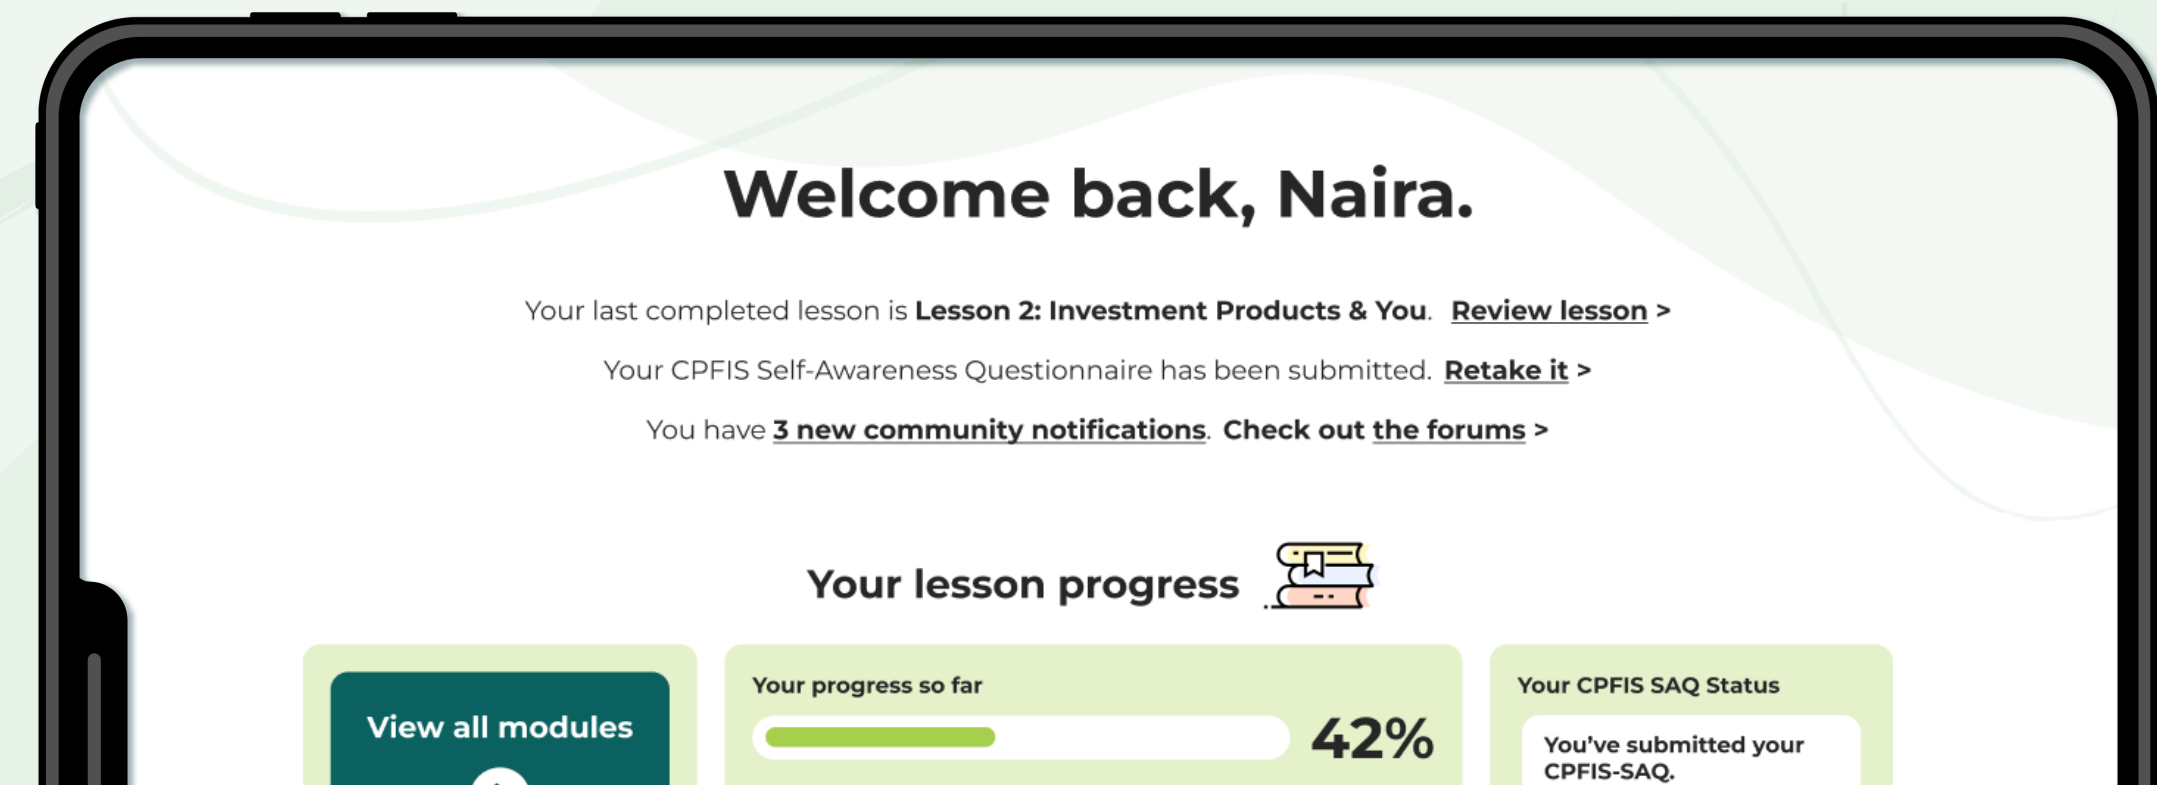 Welcome back, Naira.
Your last completed lesson is Lesson 2: Investment Products & You. Review lesson >
Your CPFIS Self-Awareness Questionnaire has been submitted. Retake it >
You have 3 new community notifications. Check out the forums >
Your lesson progress
View all modules
Your progress so far
42%
Your CPFIS SAQ Status
You’ve submitted your
CPFIS-SAQ.